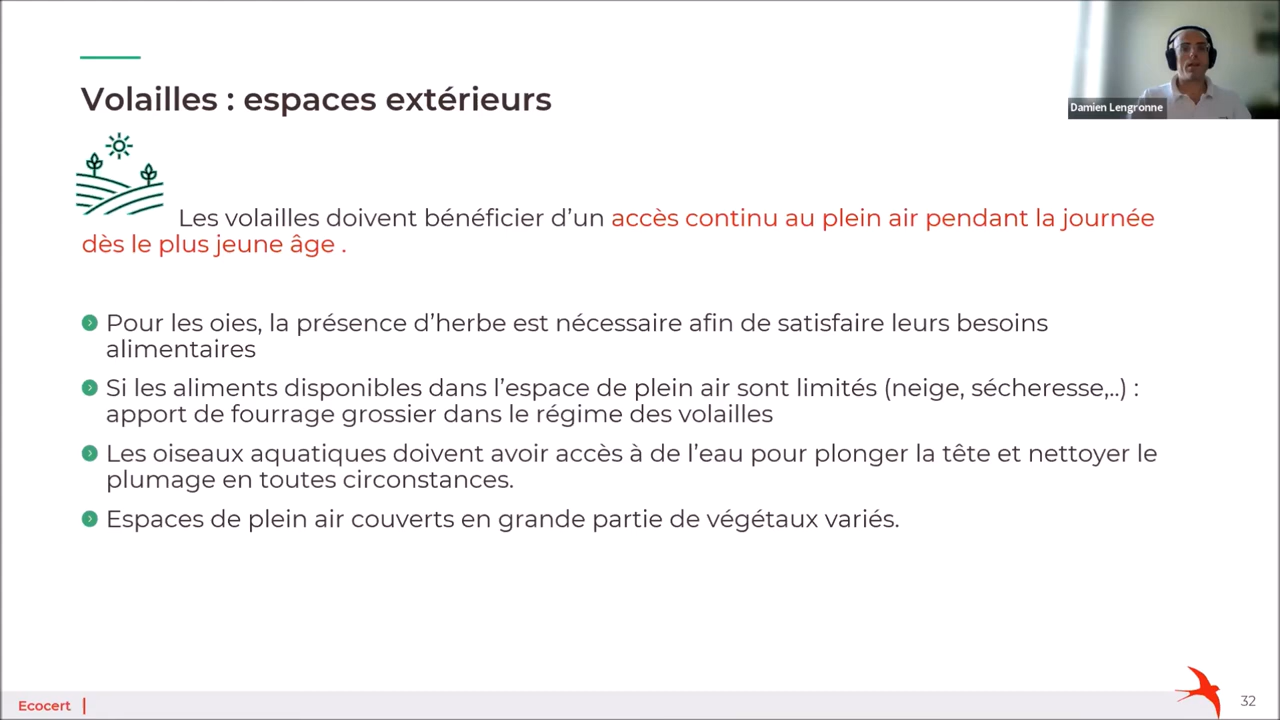 Damien Lengronne
Volailles : espaces extérieurs
Les volailles doivent bénéficier d'un accès continu au plein air pendant la journée
dès le plus jeune âge .
Pour les oies, la présence d'herbe est nécessaire afin de satisfaire leurs besoins
alimentaires
Si les aliments disponibles dans l'espace de plein air sont limités (neige, sécheresse,..) :
apport de fourrage grossier dans le régime des volailles
Les oiseaux aquatiques doivent avoir accès à de l'eau pour plonger la tête et nettoyer le
plumage en toutes circonstances.
Espaces de plein air couverts en grande partie de végétaux variés.
Ecocert |
32